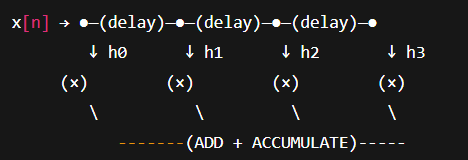 x[n] → ●—(delay)—●—(delay)—●—(delay)—●
↓ h0 ↓ h1 ↓ h2 ↓ h3
(×) (×) (×) (×)
\ \ \ \
-------(ADD + ACCUMULATE)-----